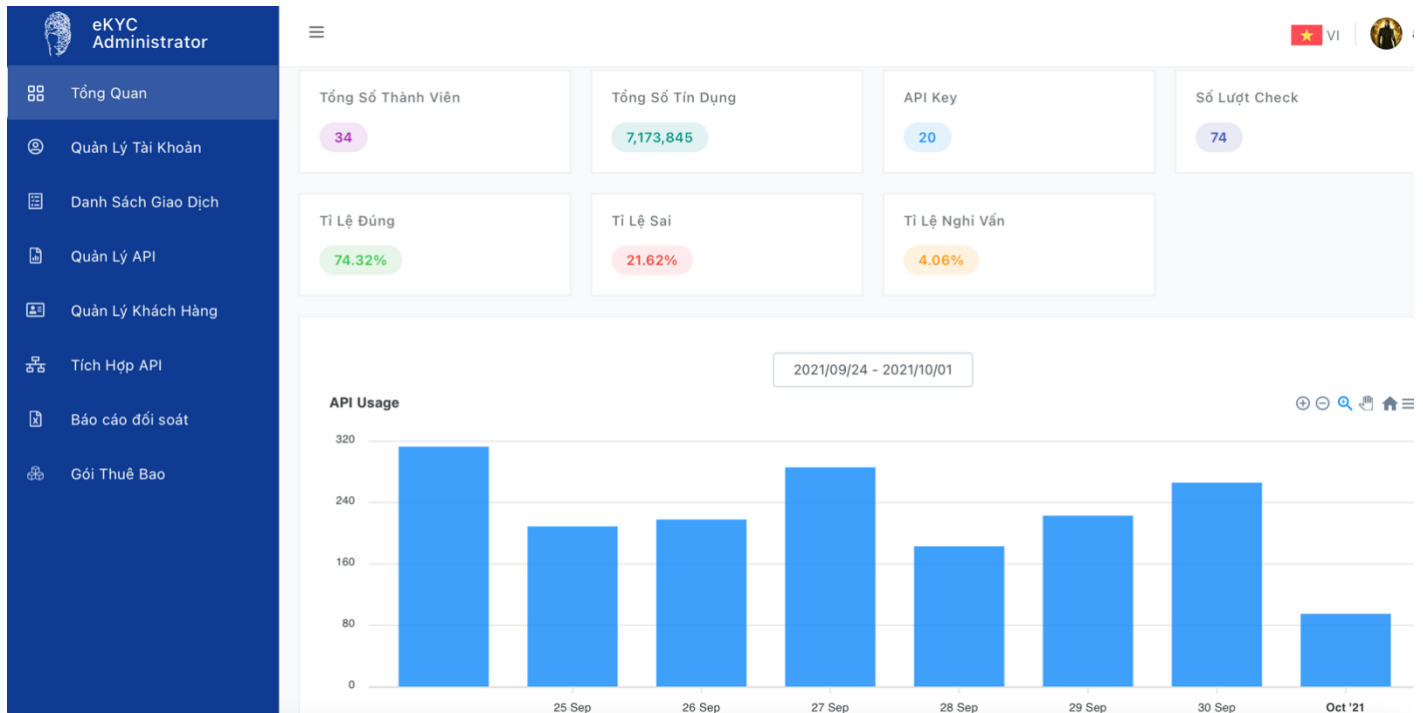 eKYC
Administrator
VI
Tổng Quan
Quản Lý Tài Khoản
Danh Sách Giao Dịch
Quản Lý API
Quản Lý Khách Hàng
Tích Hợp API
Báo cáo đối soát
Gói Thuê Bao
Tổng Số Thành Viên
34
Tổng Số Tín Dụng
7,173,845
API Key
20
Số Lượt Check
74
Tỉ Lệ Đúng
74.32%
Tỉ Lệ Sai
21.62%
Tỉ Lệ Nghi Vấn
4.06%
2021/09/24 - 2021/10/01
API Usage
320
240
160
80
0
25 Sep
26 Sep
27 Sep
28 Sep
29 Sep
30 Sep
Oct '21